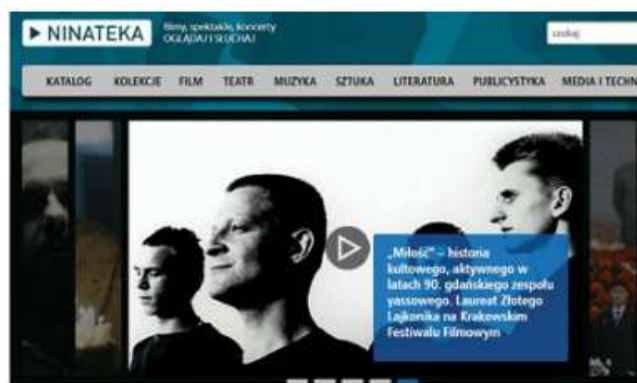 NINATEKA
filmy, spektakle, koncerty
OGLĄDAJ I SŁUCHAJ
szukaj
KATALOG KOLEKCJE FILM TEATR MUZYKA SZTUKA LITERATURA PUBLICYSTYKA MEDIA I TECHN
„Miłość” – historia
kultowego, aktywnego w
latach 90. gdańskiego zespołu
yassowego. Laureat Złotego
Lajkonika na Krakowskim
Festiwalu Filmowym